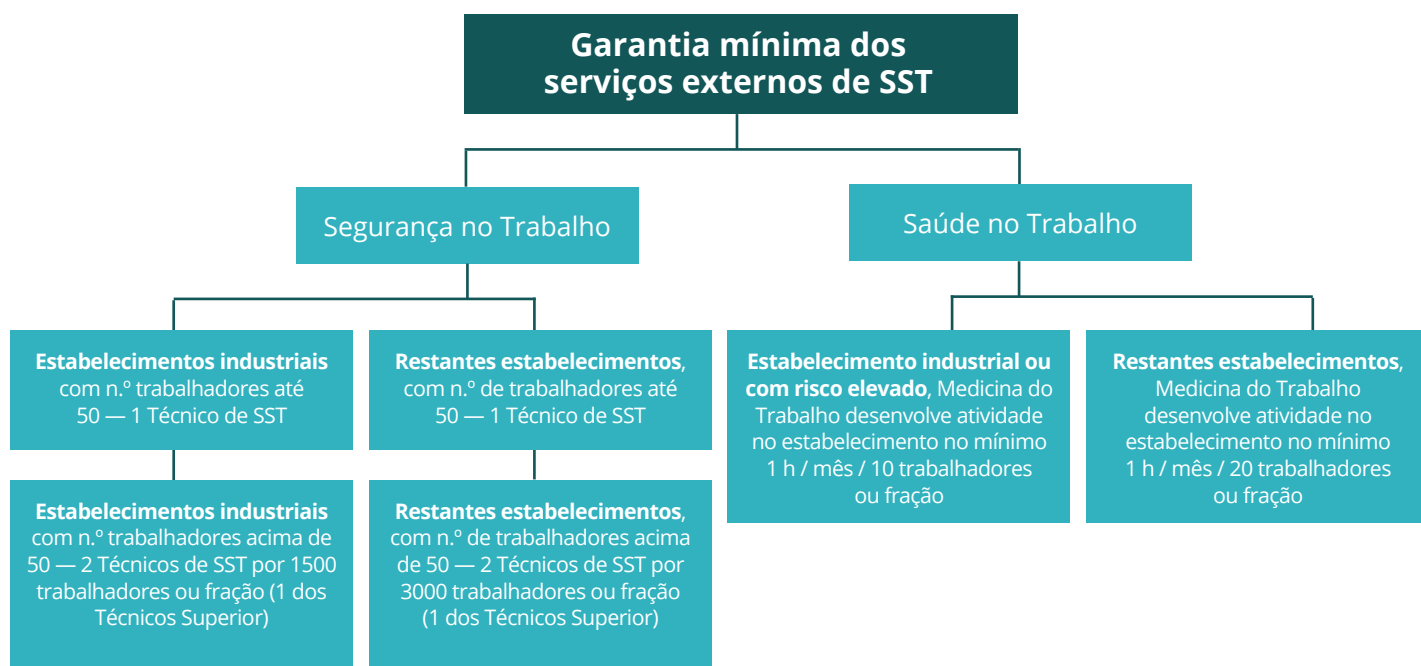 Garantia mínima dos
serviços externos de SST
Segurança no Trabalho
Saúde no Trabalho
Estabelecimentos industriais
com n.º trabalhadores até
50 — 1 Técnico de SST
Restantes estabelecimentos,
com n.º de trabalhadores até
50 — 1 Técnico de SST
Estabelecimento industrial ou
com risco elevado, Medicina do
Trabalho desenvolve atividade
no estabelecimento no mínimo
1 h / mês / 10 trabalhadores
ou fração
Restantes estabelecimentos,
Medicina do Trabalho
desenvolve atividade no
estabelecimento no mínimo
1 h / mês / 20 trabalhadores
ou fração
Estabelecimentos industriais
com n.º trabalhadores acima de
50 — 2 Técnicos de SST por 1500
trabalhadores ou fração (1 dos
Técnicos Superior)
Restantes estabelecimentos,
com n.º de trabalhadores acima
de 50 — 2 Técnicos de SST por
3000 trabalhadores ou fração
(1 dos Técnicos Superior)